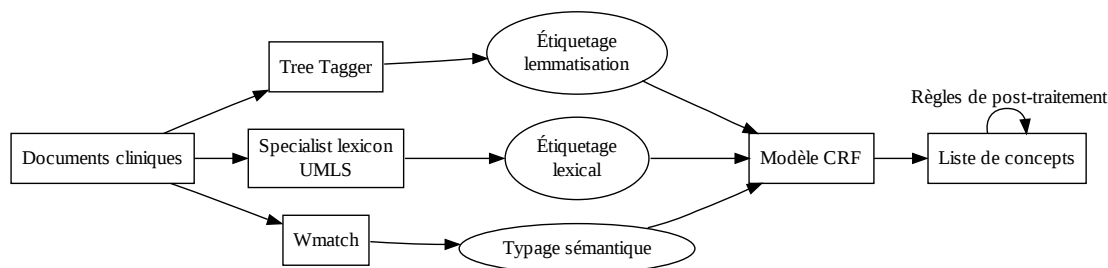 Documents cliniques
Tree Tagger
Étiquetage
lemmatisation
Specialist lexicon
UMLS
Étiquetage
lexical
Wmatch
Typage sémantique
Modèle CRF
Règles de post-traitement
Liste de concepts